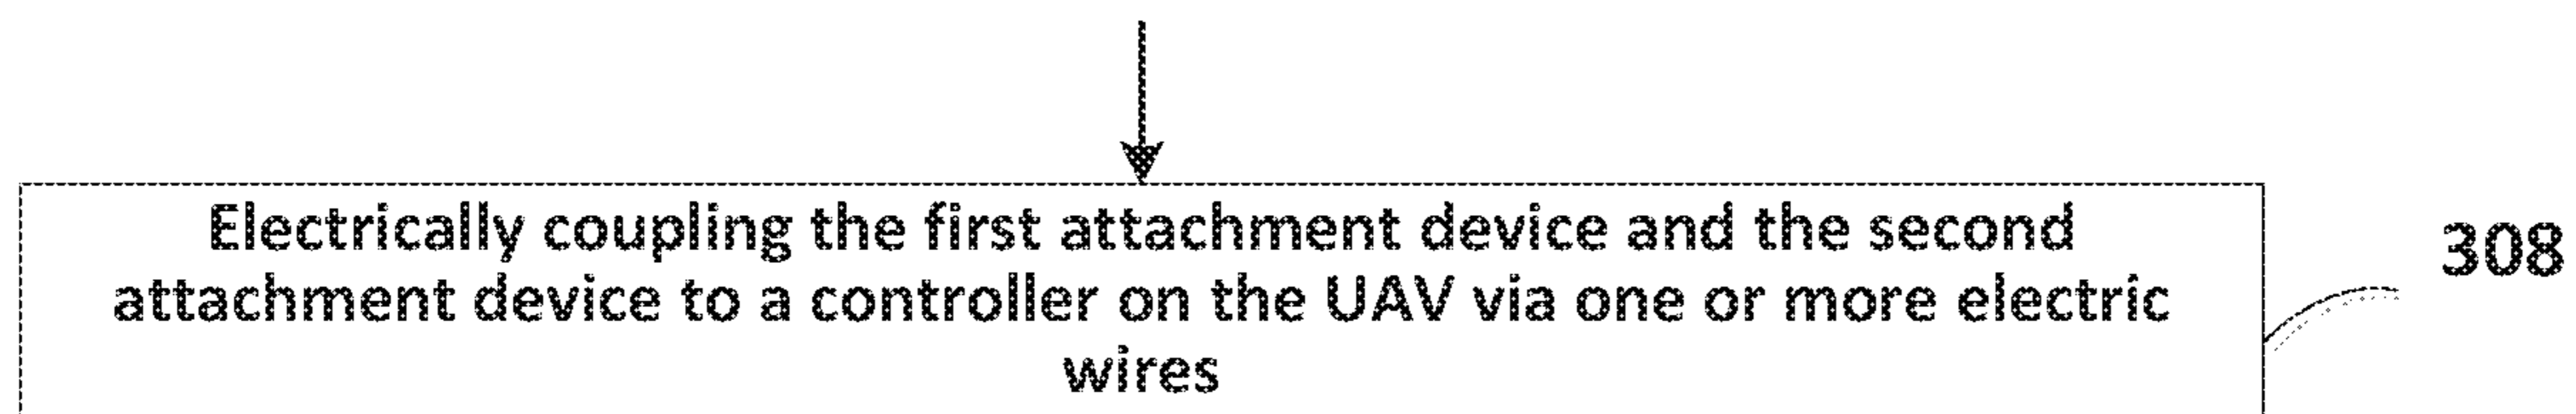 Electrically coupling the first attachment device and the second
attachment device to a controller on the UAV via one or more electric
wires
308